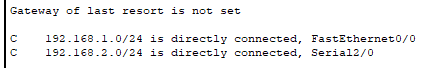 Gateway of last resort is not set
C    192.168.1.0/24 is directly connected, FastEthernet0/0
C    192.168.2.0/24 is directly connected, Serial2/0